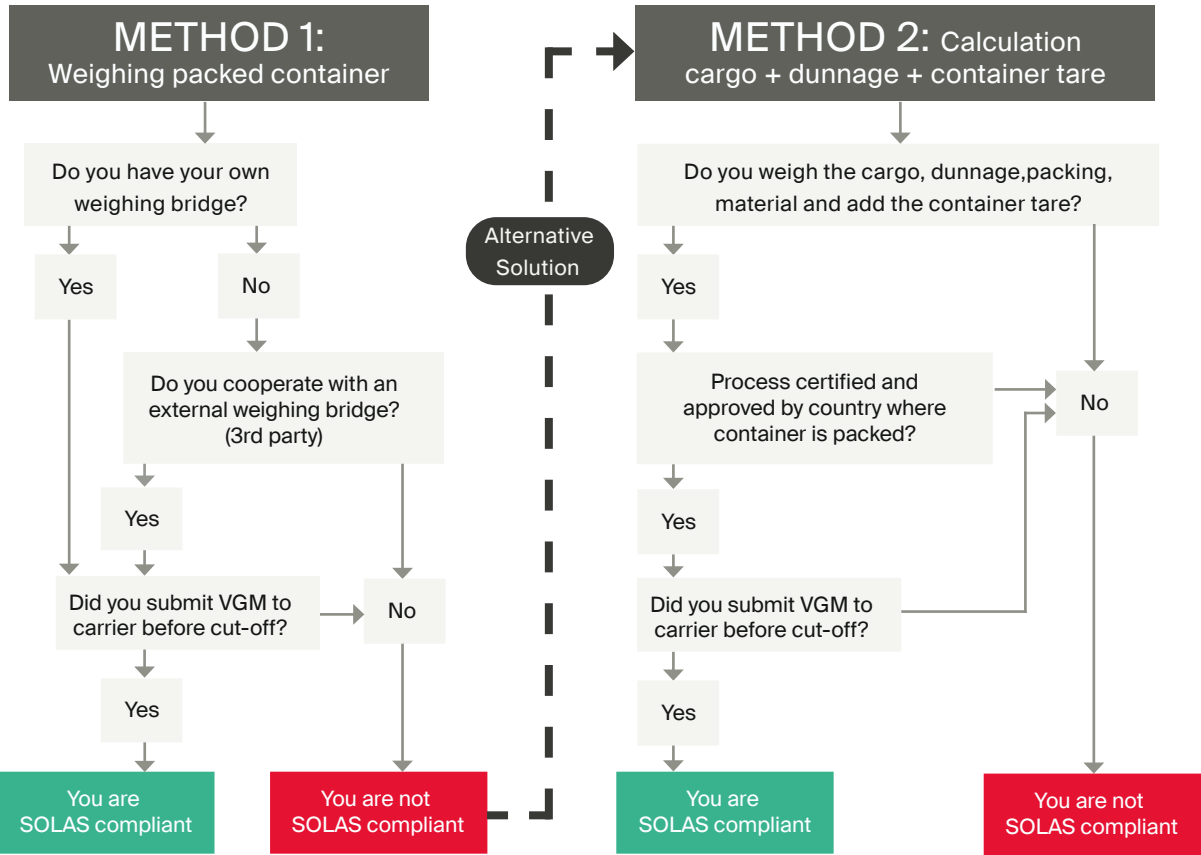 METHOD 1:
Weighing packed container
Do you have your own
weighing bridge?
Yes
No
Do you cooperate with an
external weighing bridge?
(3rd party)
Yes
Did you submit VGM to
carrier before cut-off?
No
Yes
You are
SOLAS compliant
You are not
SOLAS compliant
Alternative
Solution
METHOD 2: Calculation
cargo + dunnage + container tare
Do you weigh the cargo, dunnage,packing,
material and add the container tare?
Yes
Process certified and
approved by country where
container is packed?
No
Yes
Did you submit VGM to
carrier before cut-off?
Yes
You are
SOLAS compliant
You are not
SOLAS compliant